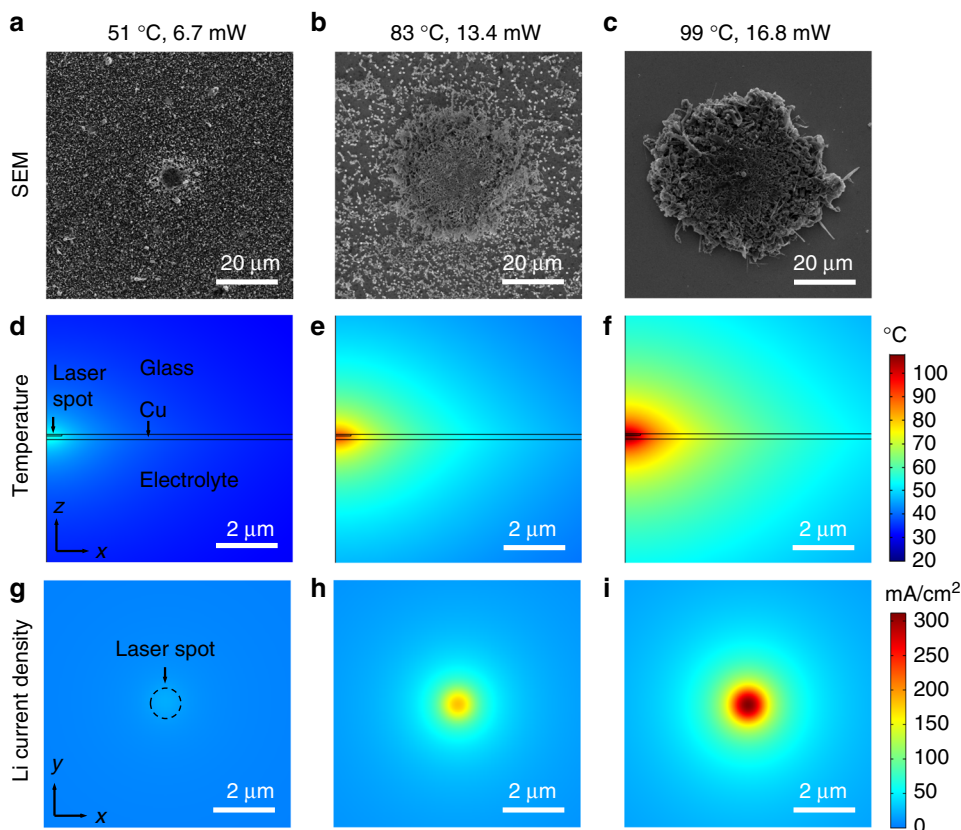 a 51 °C, 6.7 mW b 83 °C, 13.4 mW c 99 °C, 16.8 mW
SEM
20 μm 20 μm 20 μm
d e f °C
Glass
Laser
spot
Cu
Electrolyte
Temperature
z
x
2 μm 2 μm 2 μm
100
90
80
70
60
50
40
30
20
g h i mA/cm²
Laser spot
Li current density
y
x
2 μm 2 μm 2 μm
300
250
200
150
100
50
0